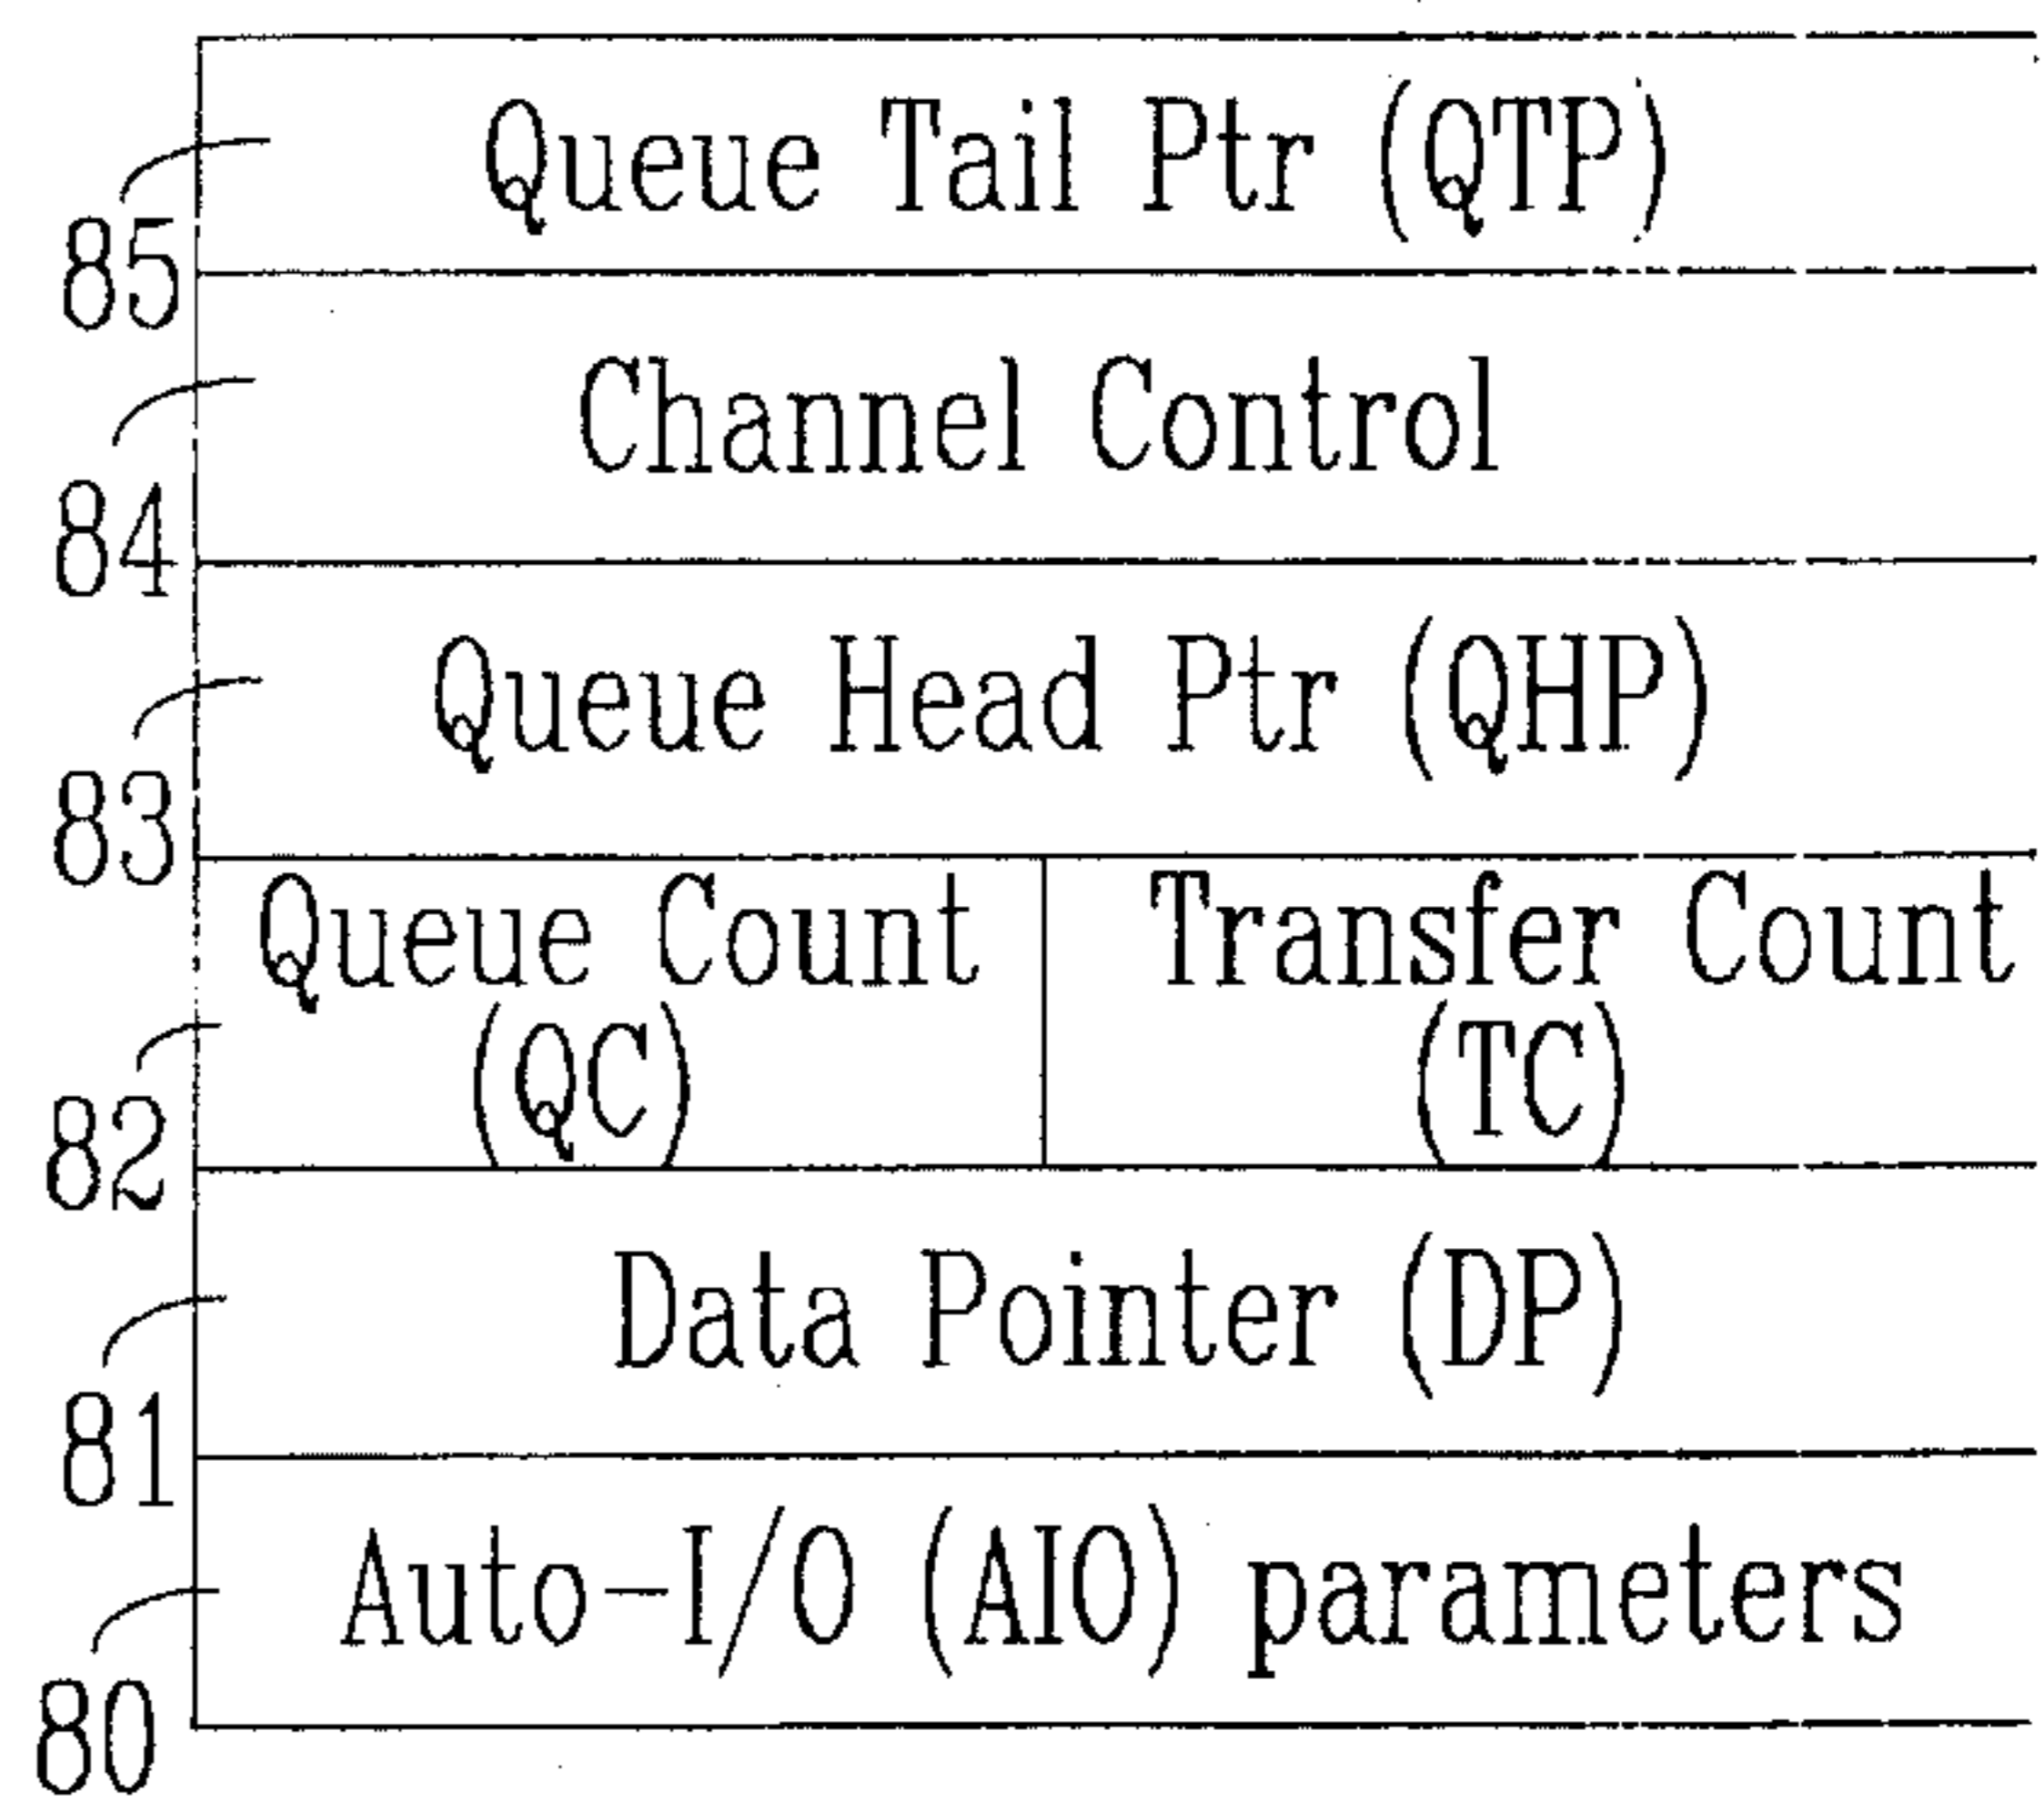 Queue Tail Ptr (QTP)
85
Channel Control
84
Queue Head Ptr (QHP)
83
Queue Count
(QC)
Transfer Count
(TC)
82
Data Pointer (DP)
81
Auto-I/O (AIO) parameters
80